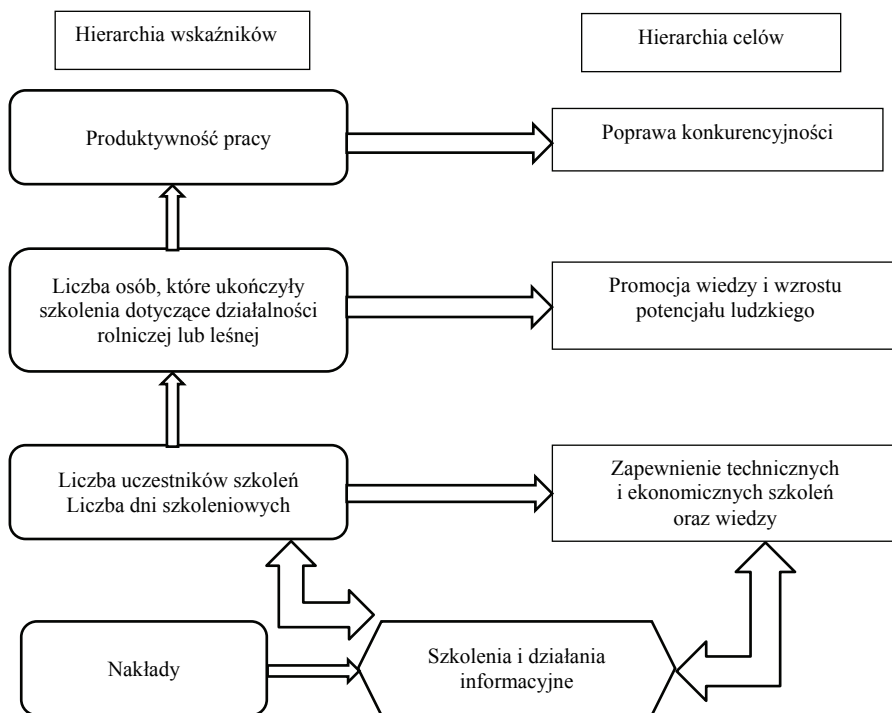 Hierarchia wskaźników
Hierarchia celów
Produktywność pracy
Poprawa konkurencyjności
Liczba osób, które ukończyły
szkolenia dotyczące działalności
rolniczej lub leśnej
Promocja wiedzy i wzrostu
potencjału ludzkiego
Liczba uczestników szkoleń
Liczba dni szkoleniowych
Zapewnienie technicznych
i ekonomicznych szkoleń
oraz wiedzy
Nakłady
Szkolenia i działania
informacyjne